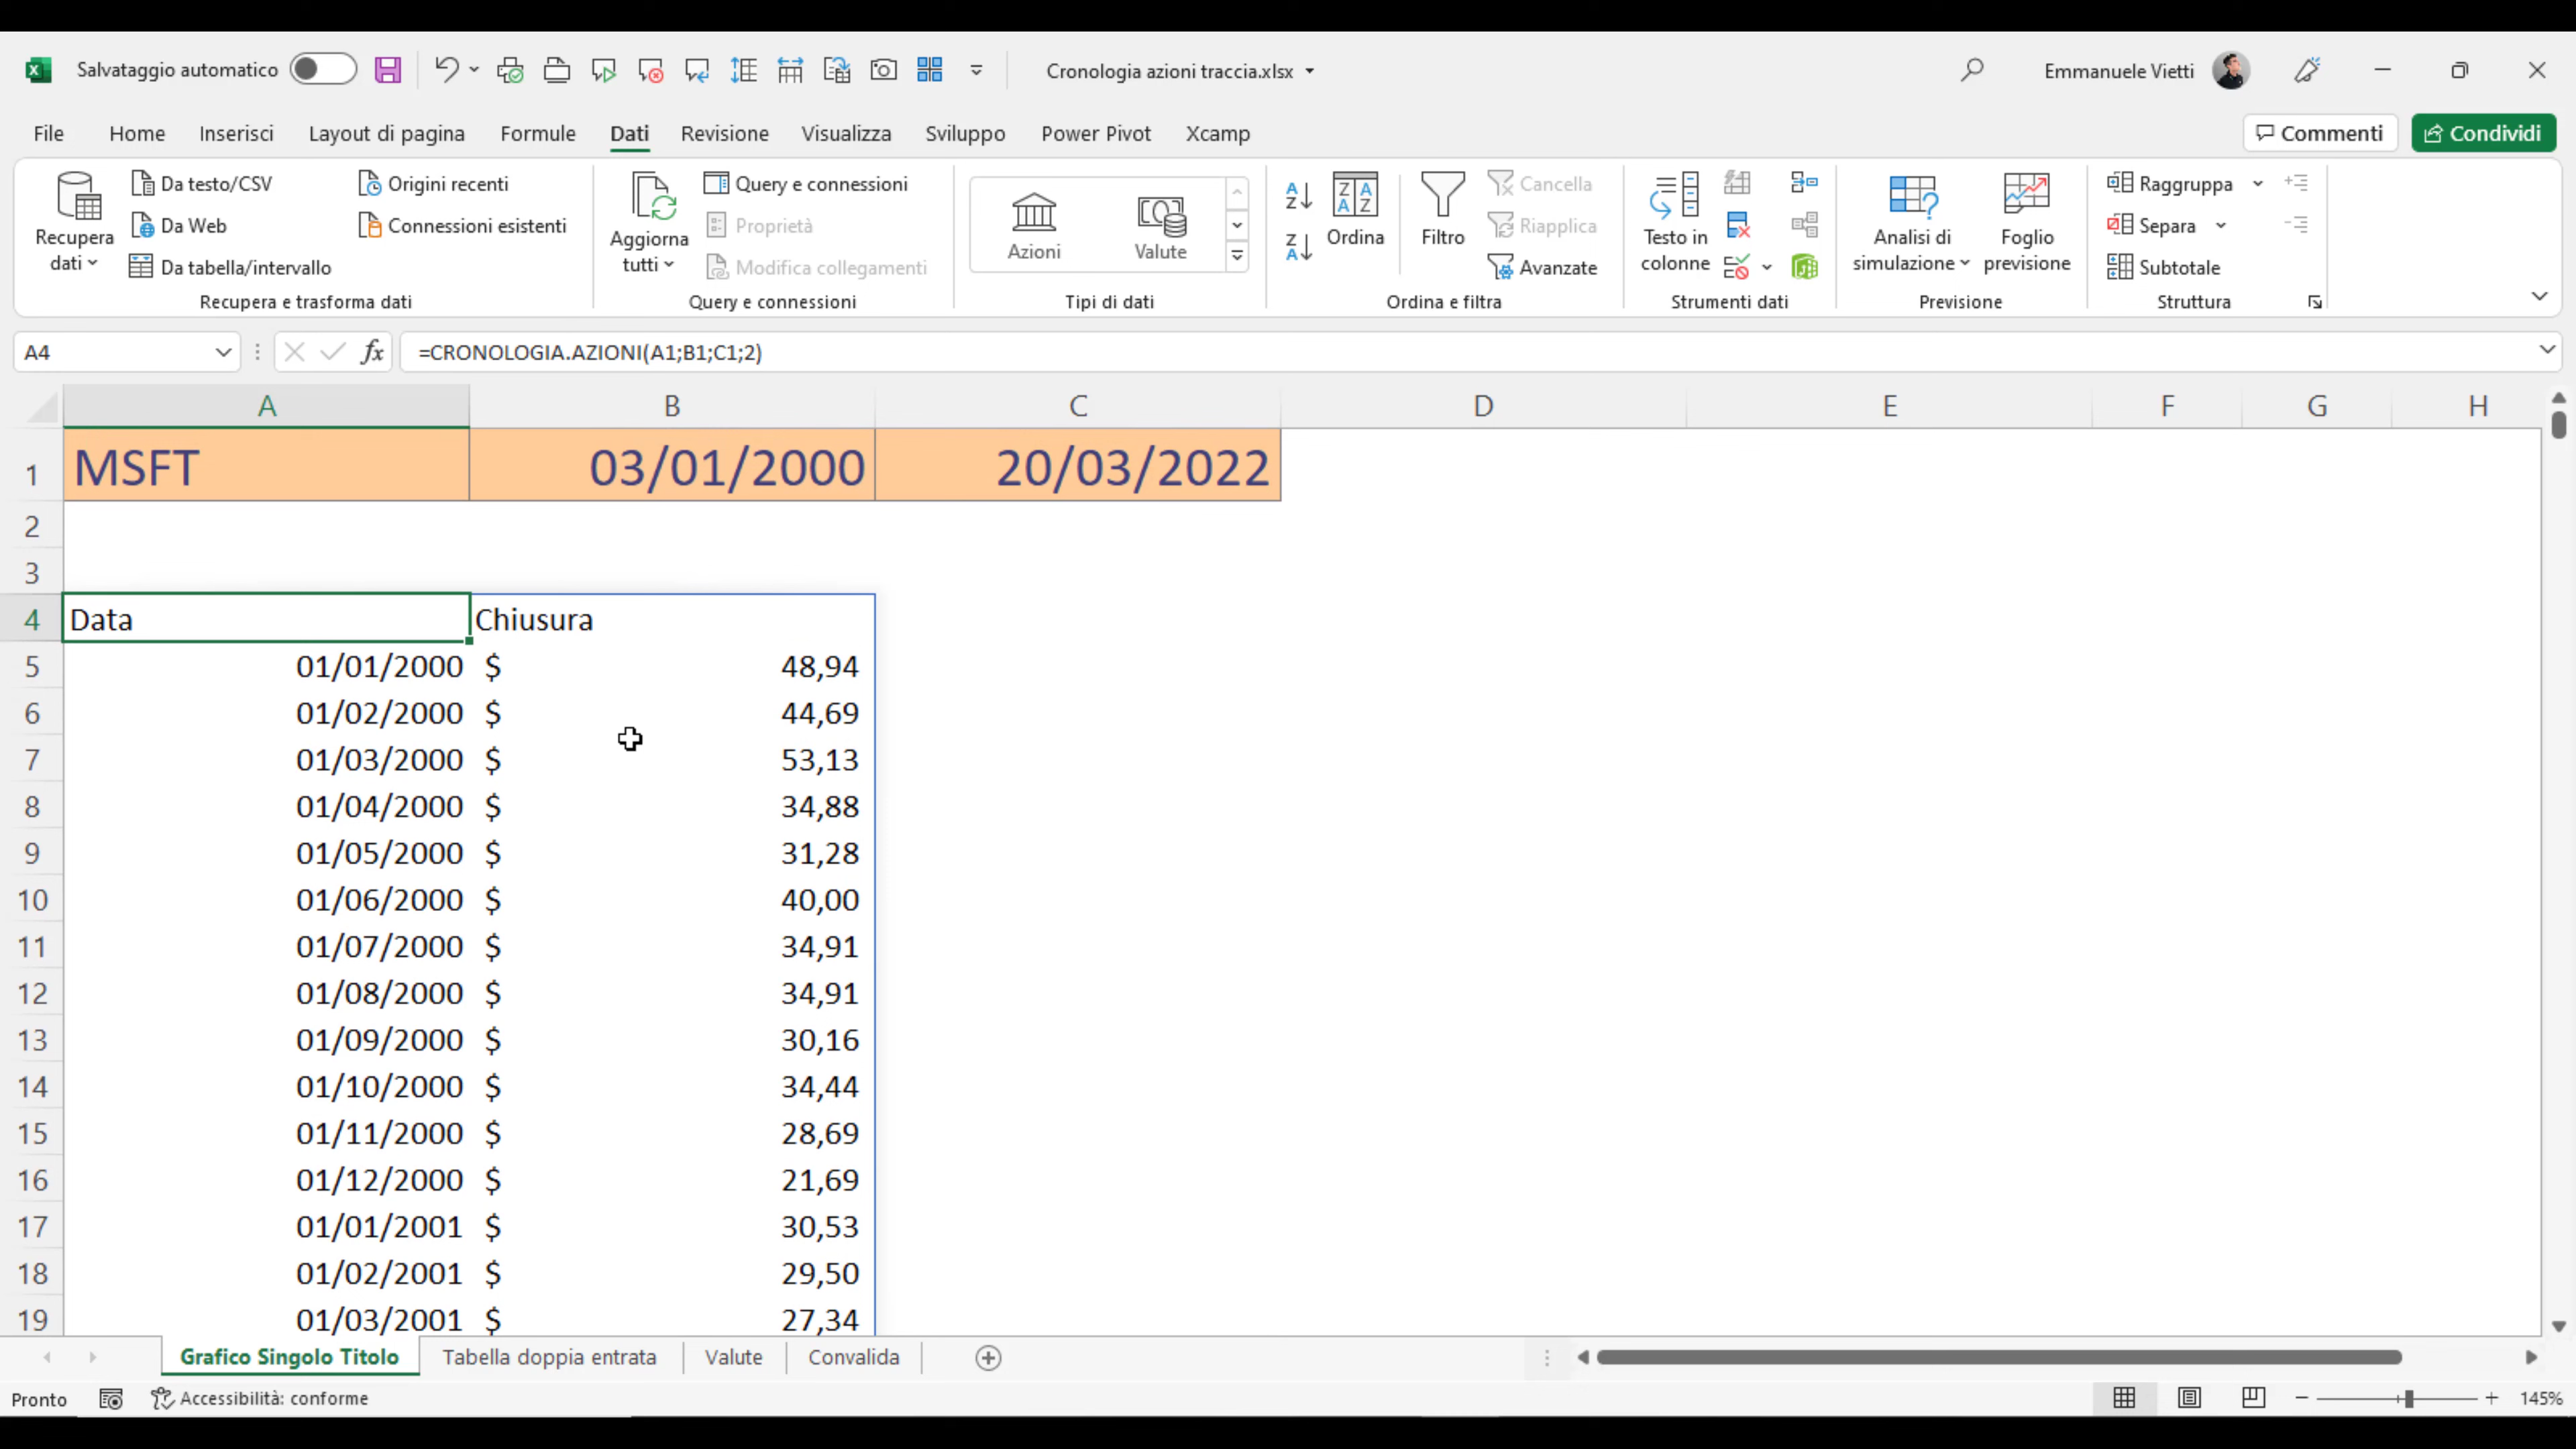 Salvataggio automatico
Cronologia azioni traccia.xlsx
Emmanuele Vietti
File Home Inserisci Layout di pagina Formule Dati Revisione Visualizza Sviluppo Power Pivot Xcamp Commenti Condividi
Recupera dati
Da testo/CSV
Da Web
Da tabella/intervallo
Origini recenti
Connessioni esistenti
Recupera e trasforma dati
Aggiorna tutti
Query e connessioni
Proprietà
Modifica collegamenti
Query e connessioni
Azioni
Valute
Tipi di dati
Ordina
Filtro
Cancella
Riapplica
Avanzate
Ordina e filtra
Testo in colonne
Strumenti dati
Analisi di simulazione
Foglio previsione
Previsione
Raggruppa
Separa
Subtotale
Struttura
A4 fx =CRONOLOGIA.AZIONI(A1;B1;C1;2)
A B C D E F G H
1 MSFT 03/01/2000 20/03/2022
2
3
4 Data Chiusura
5 01/01/2000 $ 48,94
6 01/02/2000 $ 44,69
7 01/03/2000 $ 53,13
8 01/04/2000 $ 34,88
9 01/05/2000 $ 31,28
10 01/06/2000 $ 40,00
11 01/07/2000 $ 34,91
12 01/08/2000 $ 34,91
13 01/09/2000 $ 30,16
14 01/10/2000 $ 34,44
15 01/11/2000 $ 28,69
16 01/12/2000 $ 21,69
17 01/01/2001 $ 30,53
18 01/02/2001 $ 29,50
19 01/03/2001 $ 27,34
Grafico Singolo Titolo Tabella doppia entrata Valute Convalida
Pronto Accessibilità: conforme 145%